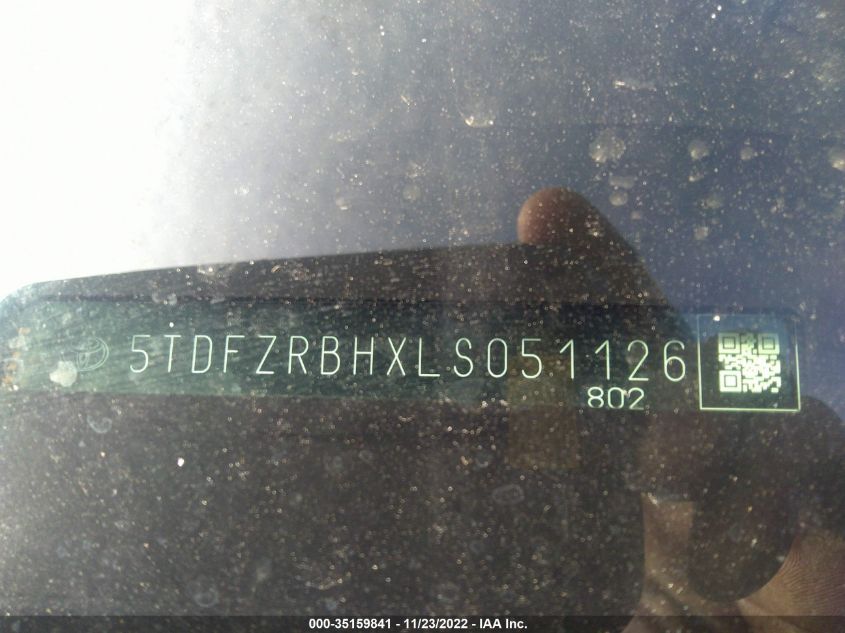 5TDFZRBHXLS051126
802
000-35159841 - 11/23/2022 - IAA Inc.